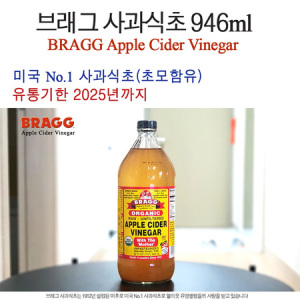 브래그 사과식초 946ml
BRAGG Apple Cider Vinegar
미국 No.1 사과식초(초모함유)
유통기한 2025년까지
BRAGG
Apple Cider Vinegar
BRAGG
ORGANIC
APPLE CIDER
VINEGAR
With The
"Mother"